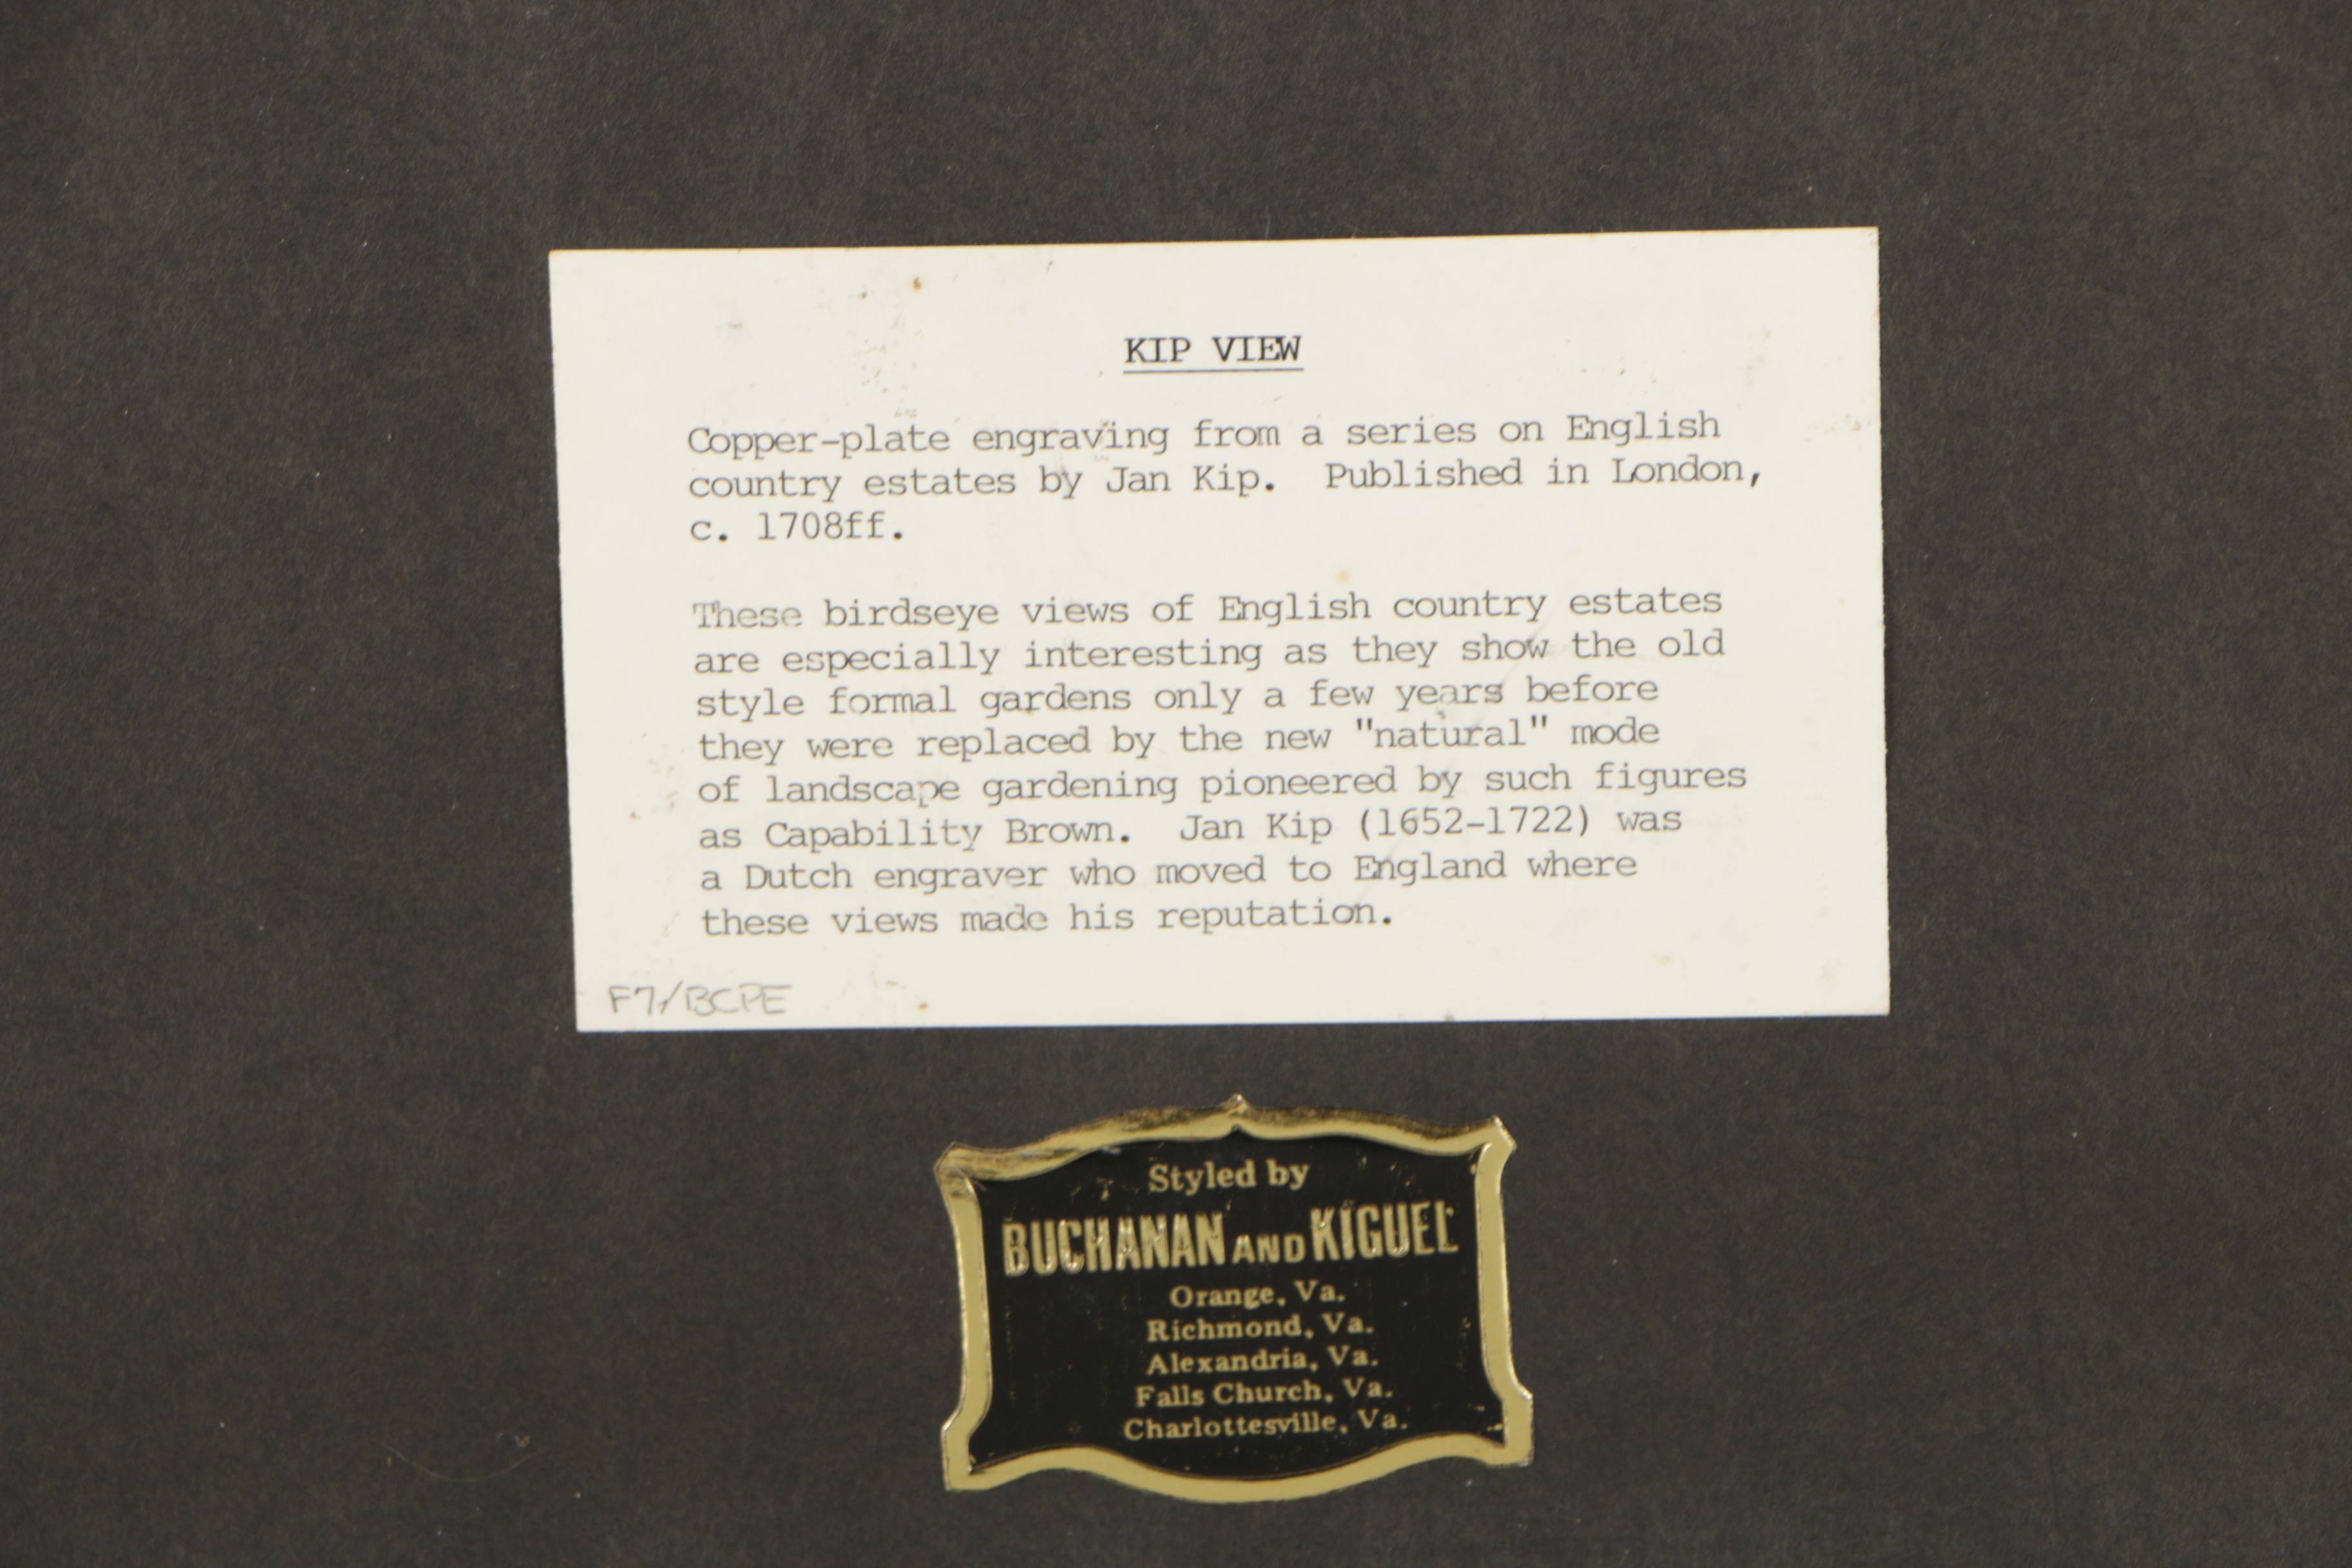 KIP VIEW
Copper-plate engraving from a series on English
country estates by Jan Kip.  Published in London,
c. 1708ff.
These birdseye views of English country estates
are especially interesting as they show the old
style formal gardens only a few years before
they were replaced by the new "natural" mode
of landscape gardening pioneered by such figures
as Capability Brown.  Jan Kip (1652-1722) was
a Dutch engraver who moved to England where
these views made his reputation.
F7/BCPE
Styled by
BUCHANAN AND KIGUEL
Orange, Va.
Richmond, Va.
Alexandria, Va.
Falls Church, Va.
Charlottesville, Va.